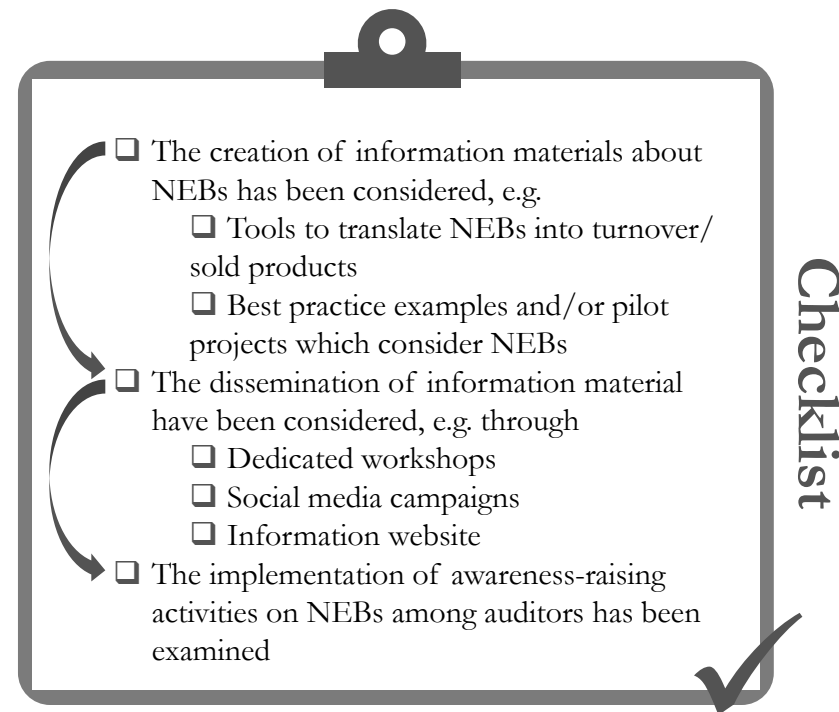 ❑ The creation of information materials about
NEBs has been considered, e.g.
❑ Tools to translate NEBs into turnover/
sold products
❑ Best practice examples and/or pilot
projects which consider NEBs
❑ The dissemination of information material
have been considered, e.g. through
❑ Dedicated workshops
❑ Social media campaigns
❑ Information website
❑ The implementation of awareness-raising
activities on NEBs among auditors has been
examined
Checklist